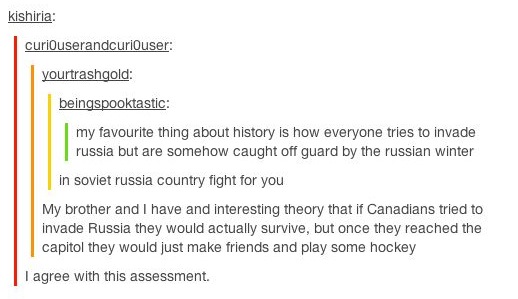 kishiria:
curi0userandcuri0user:
yourtrashgold:
beingspooktastic:
my favourite thing about history is how everyone tries to invade
russia but are somehow caught off guard by the russian winter
in soviet russia country fight for you
My brother and I have and interesting theory that if Canadians tried to
invade Russia they would actually survive, but once they reached the
capitol they would just make friends and play some hockey
I agree with this assessment.